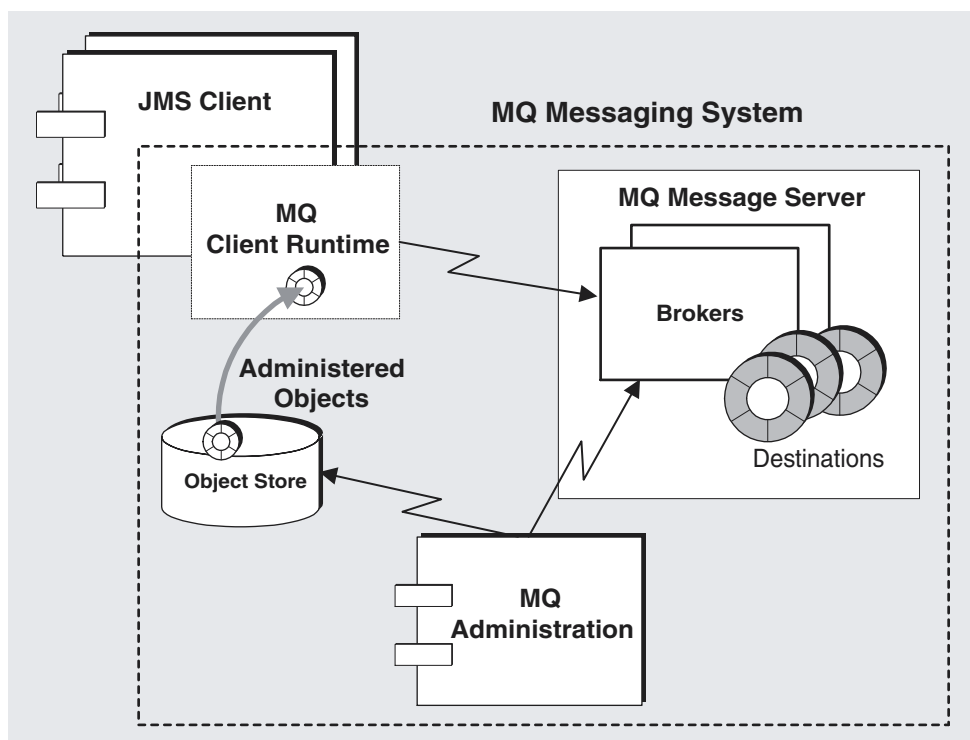 JMS Client
MQ Messaging System
MQ
Client Runtime
MQ Message Server
Brokers
Administered
Objects
Destinations
Object Store
MQ
Administration